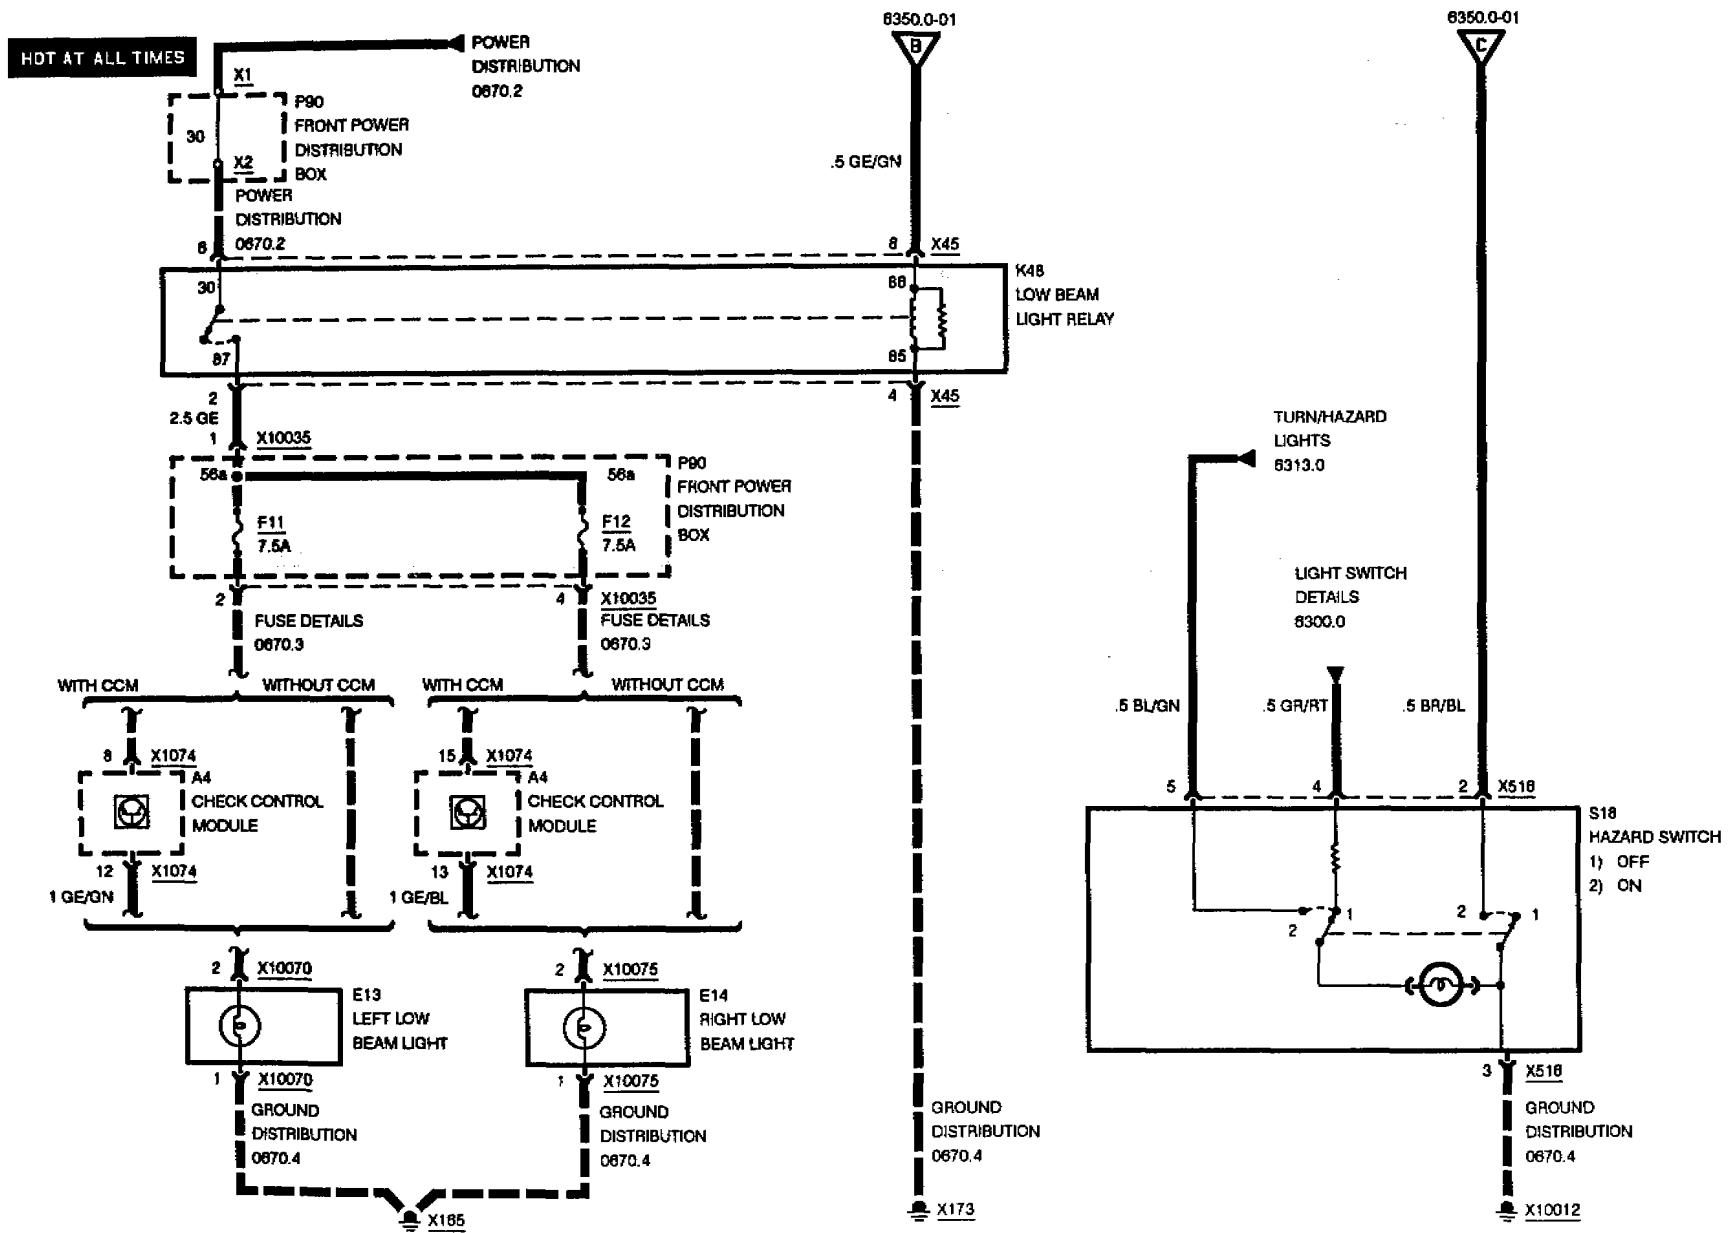 HOT AT ALL TIMES
POWER
DISTRIBUTION
0670.2
X1
30
X2
P90
FRONT POWER
DISTRIBUTION
BOX
POWER
DISTRIBUTION
0670.2
6
6350.0-01
B
.5 GE/GN
8
X45
K48
LOW BEAM
LIGHT RELAY
30
87
86
85
2
2.5 GE
1
X10035
4
X45
56a
56a
F11
7.5A
F12
7.5A
P90
FRONT POWER
DISTRIBUTION
BOX
2
FUSE DETAILS
0670.3
4
X10035
FUSE DETAILS
0670.3
WITH CCM
WITHOUT CCM
WITH CCM
WITHOUT CCM
8
X1074
A4
CHECK CONTROL
MODULE
12
X1074
1 GE/GN
15
X1074
A4
CHECK CONTROL
MODULE
13
X1074
1 GE/BL
2
X10070
E13
LEFT LOW
BEAM LIGHT
1
X10070
GROUND
DISTRIBUTION
0670.4
2
X10075
E14
RIGHT LOW
BEAM LIGHT
1
X10075
GROUND
DISTRIBUTION
0670.4
X165
GROUND
DISTRIBUTION
0670.4
X173
6350.0-01
C
TURN/HAZARD
LIGHTS
6313.0
LIGHT SWITCH
DETAILS
6300.0
.5 BL/GN
.5 GR/RT
.5 BR/BL
5
4
2
X516
S18
HAZARD SWITCH
1) OFF
2) ON
1
2
2
1
3
X516
GROUND
DISTRIBUTION
0670.4
X10012